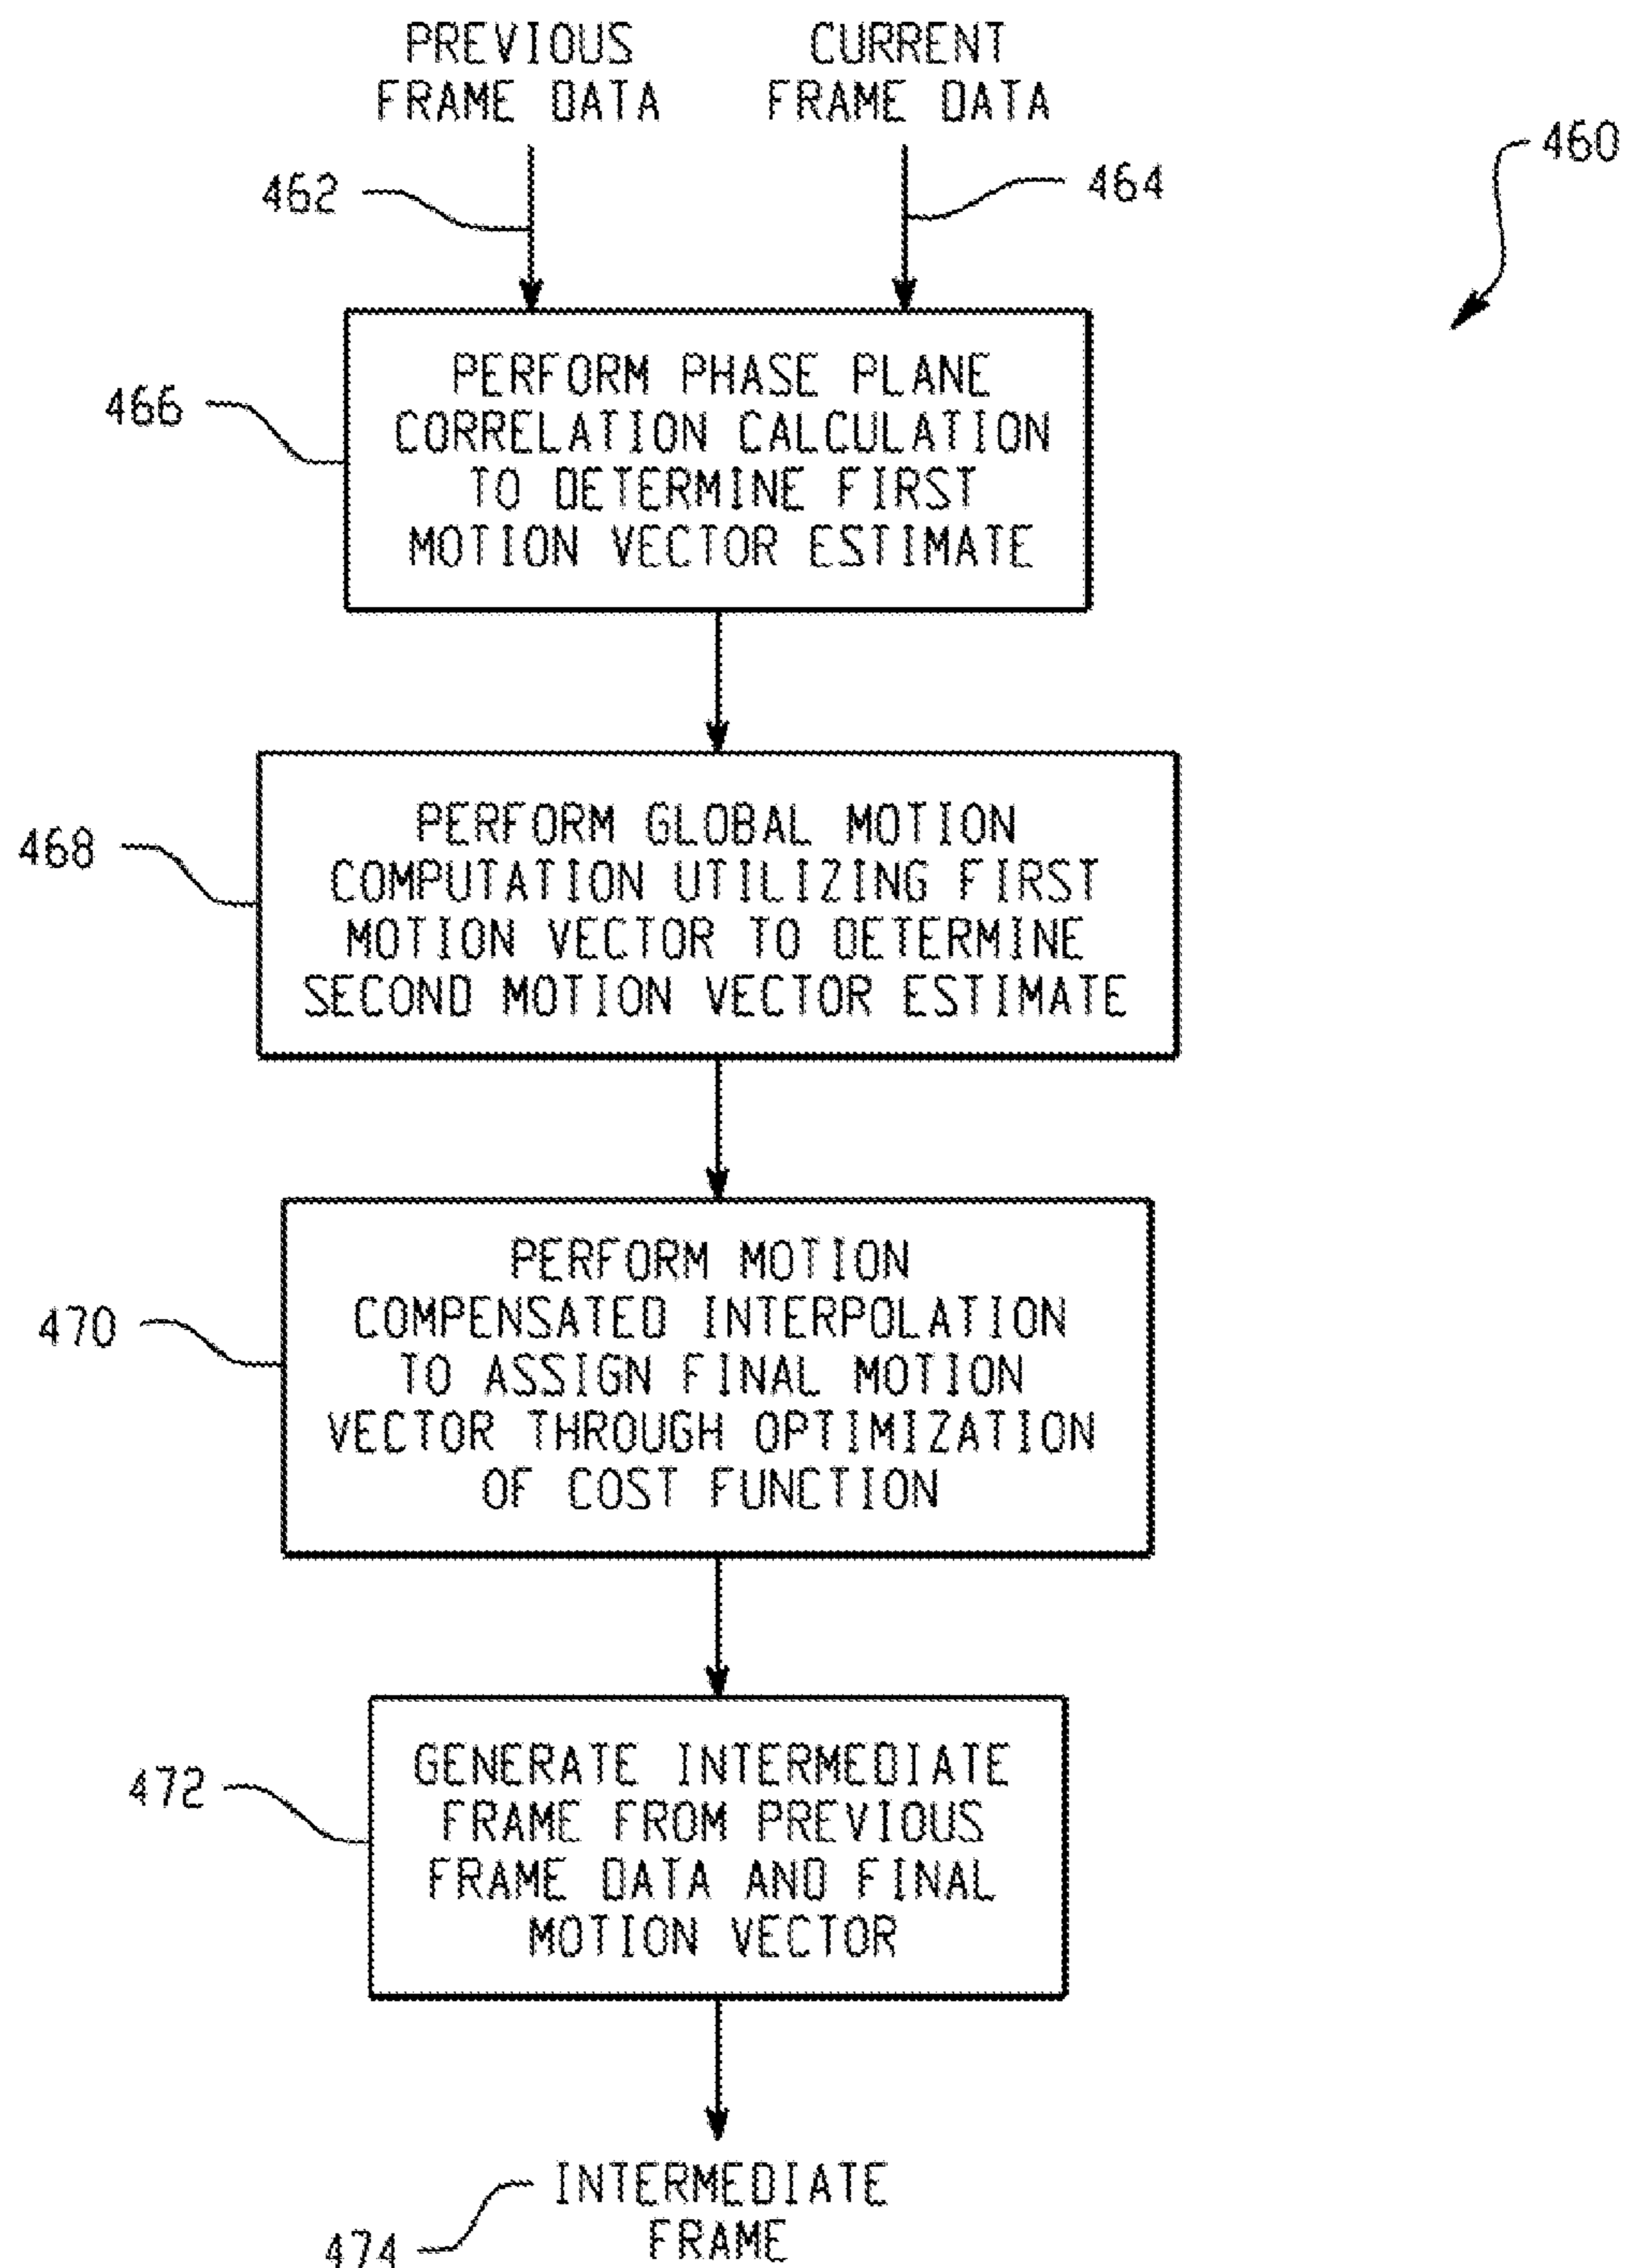 PREVIOUS
FRAME DATA
CURRENT
FRAME DATA
460
462
464
466
PERFORM PHASE PLANE
CORRELATION CALCULATION
TO DETERMINE FIRST
MOTION VECTOR ESTIMATE
468
PERFORM GLOBAL MOTION
COMPUTATION UTILIZING FIRST
MOTION VECTOR TO DETERMINE
SECOND MOTION VECTOR ESTIMATE
470
PERFORM MOTION
COMPENSATED INTERPOLATION
TO ASSIGN FINAL MOTION
VECTOR THROUGH OPTIMIZATION
OF COST FUNCTION
472
GENERATE INTERMEDIATE
FRAME FROM PREVIOUS
FRAME DATA AND FINAL
MOTION VECTOR
INTERMEDIATE
FRAME
474